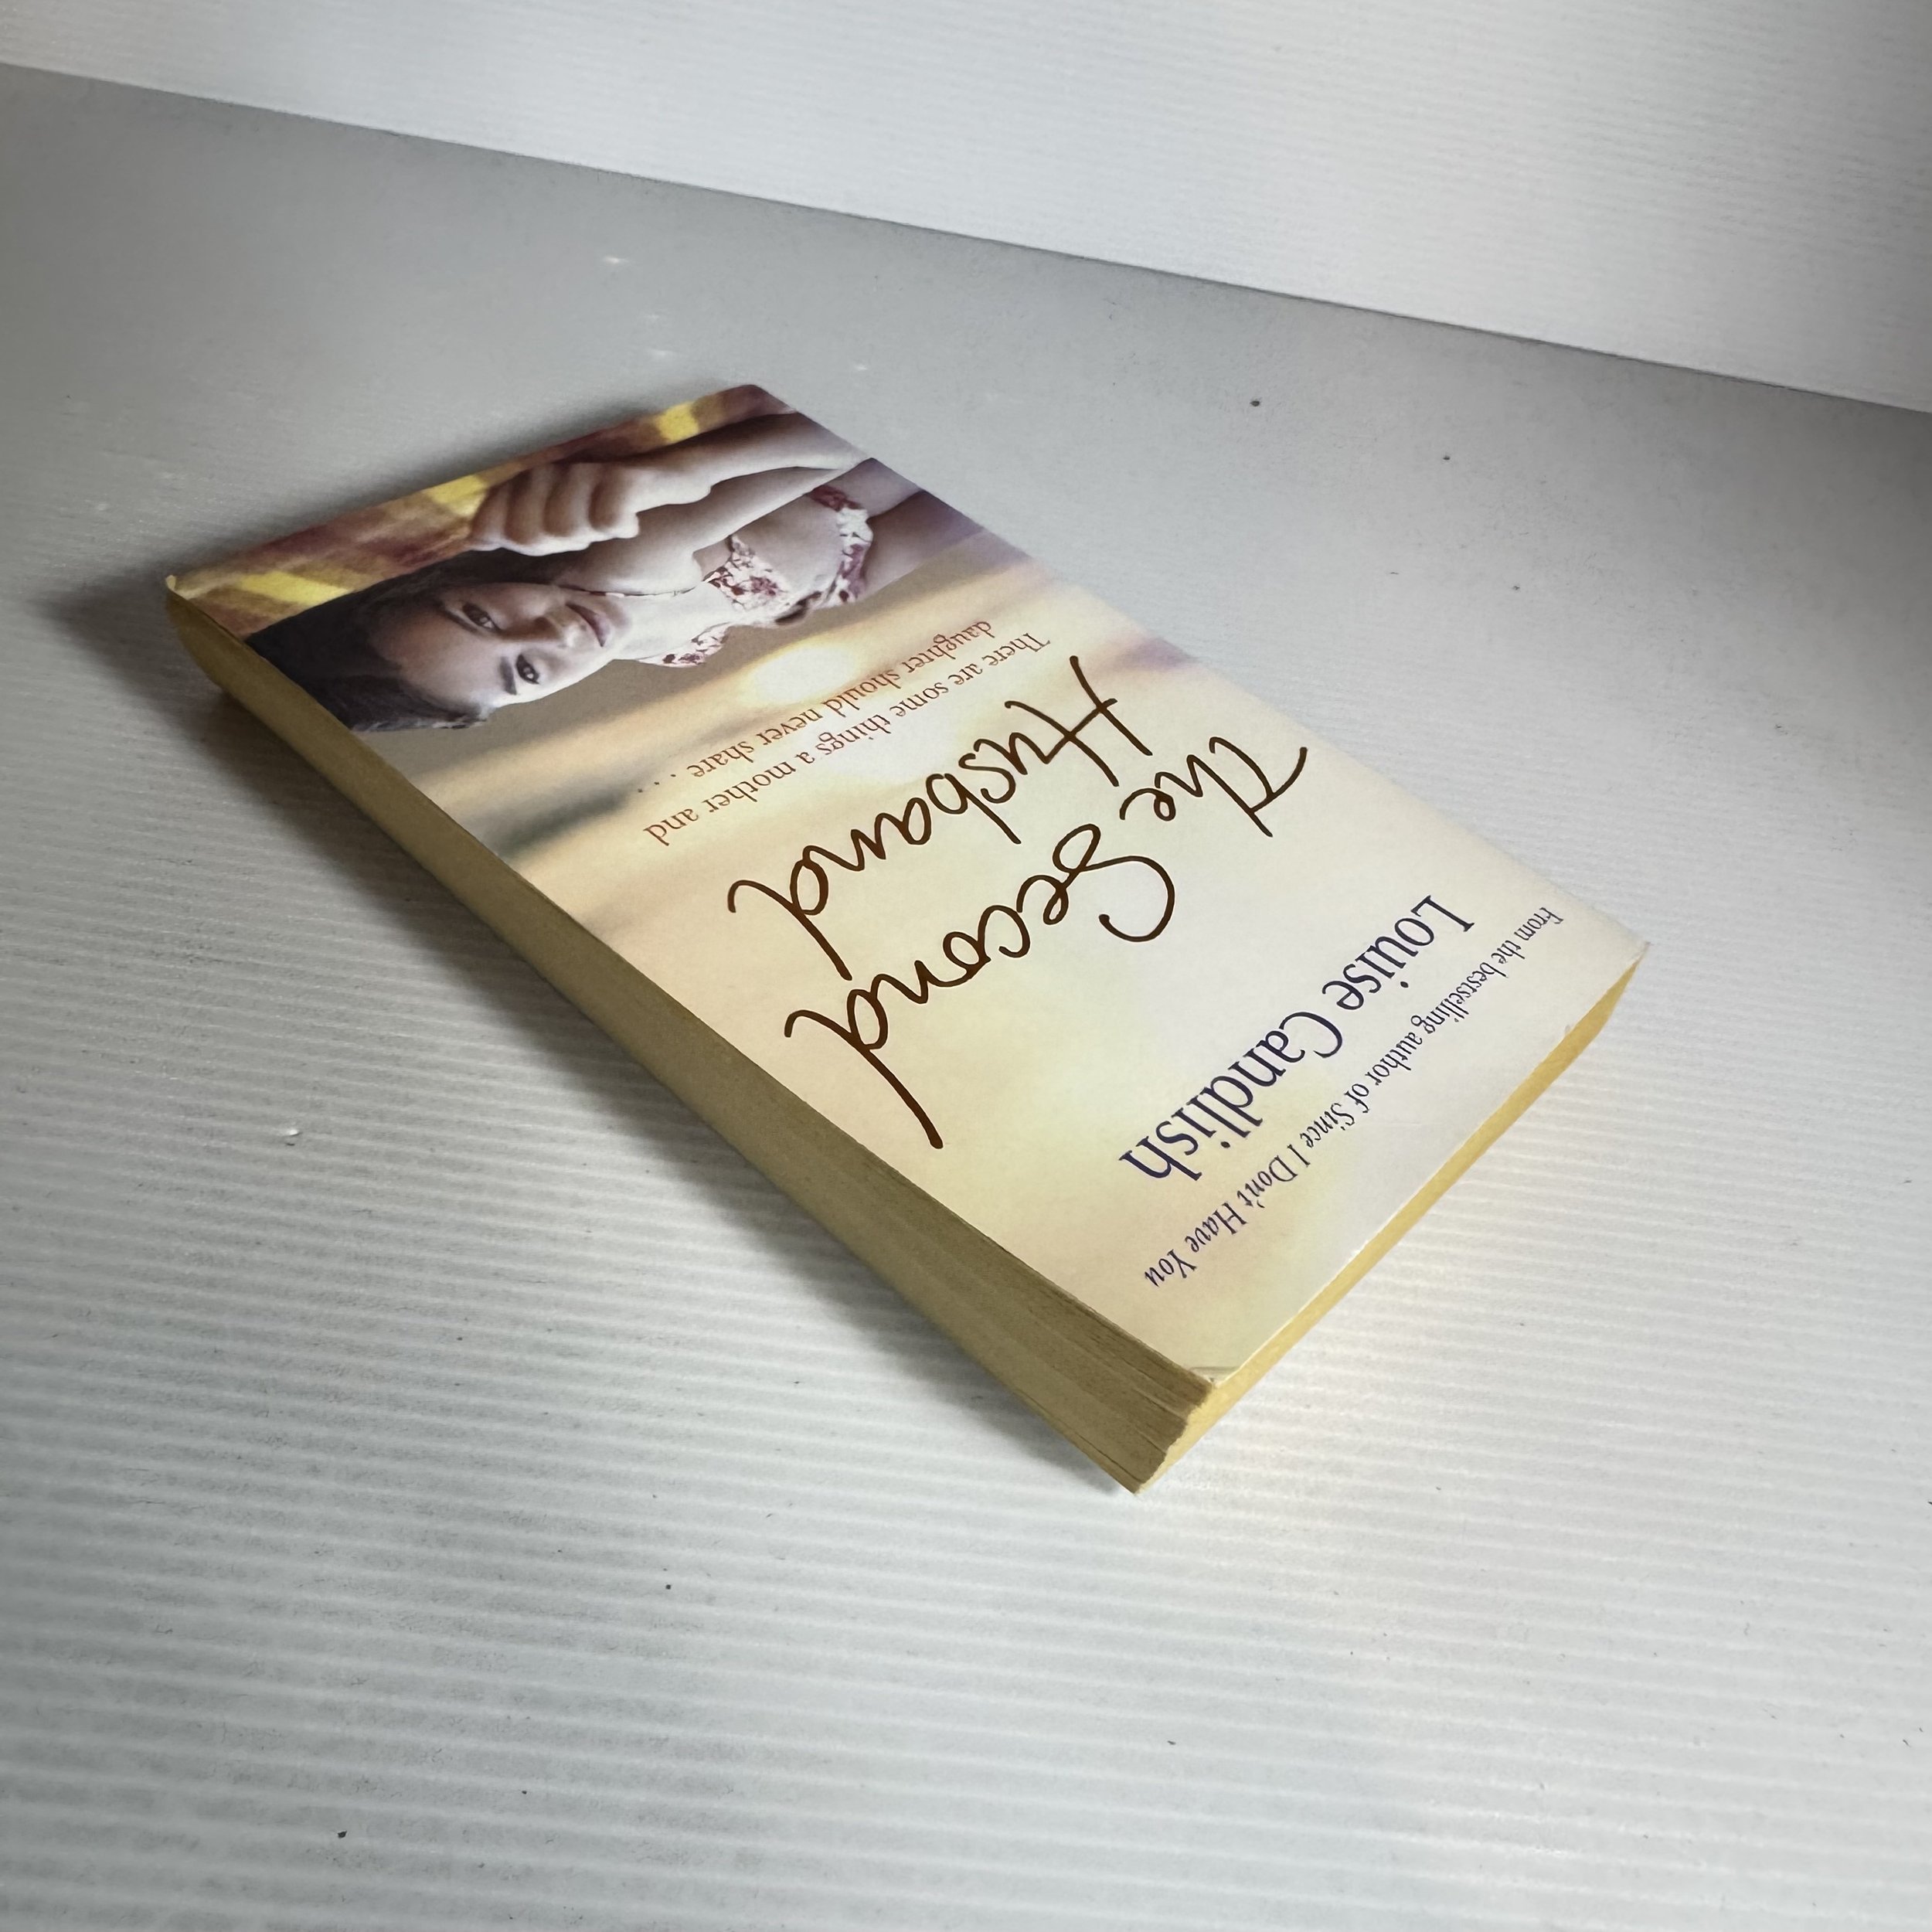 From the bestselling author of Since I Don't Have You
Louise Candlish
The Second
Husband
There are some things a mother and
daughter should never share . . . .